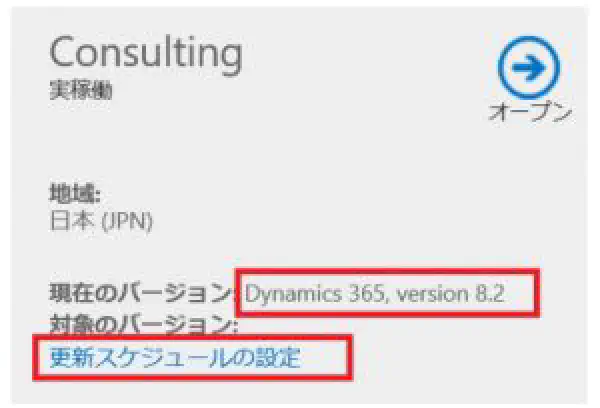 Consulting
実稼働
オープン
地域:
日本 (JPN)
現在のバージョン: Dynamics 365, version 8.2
対象のバージョン:
更新スケジュールの設定